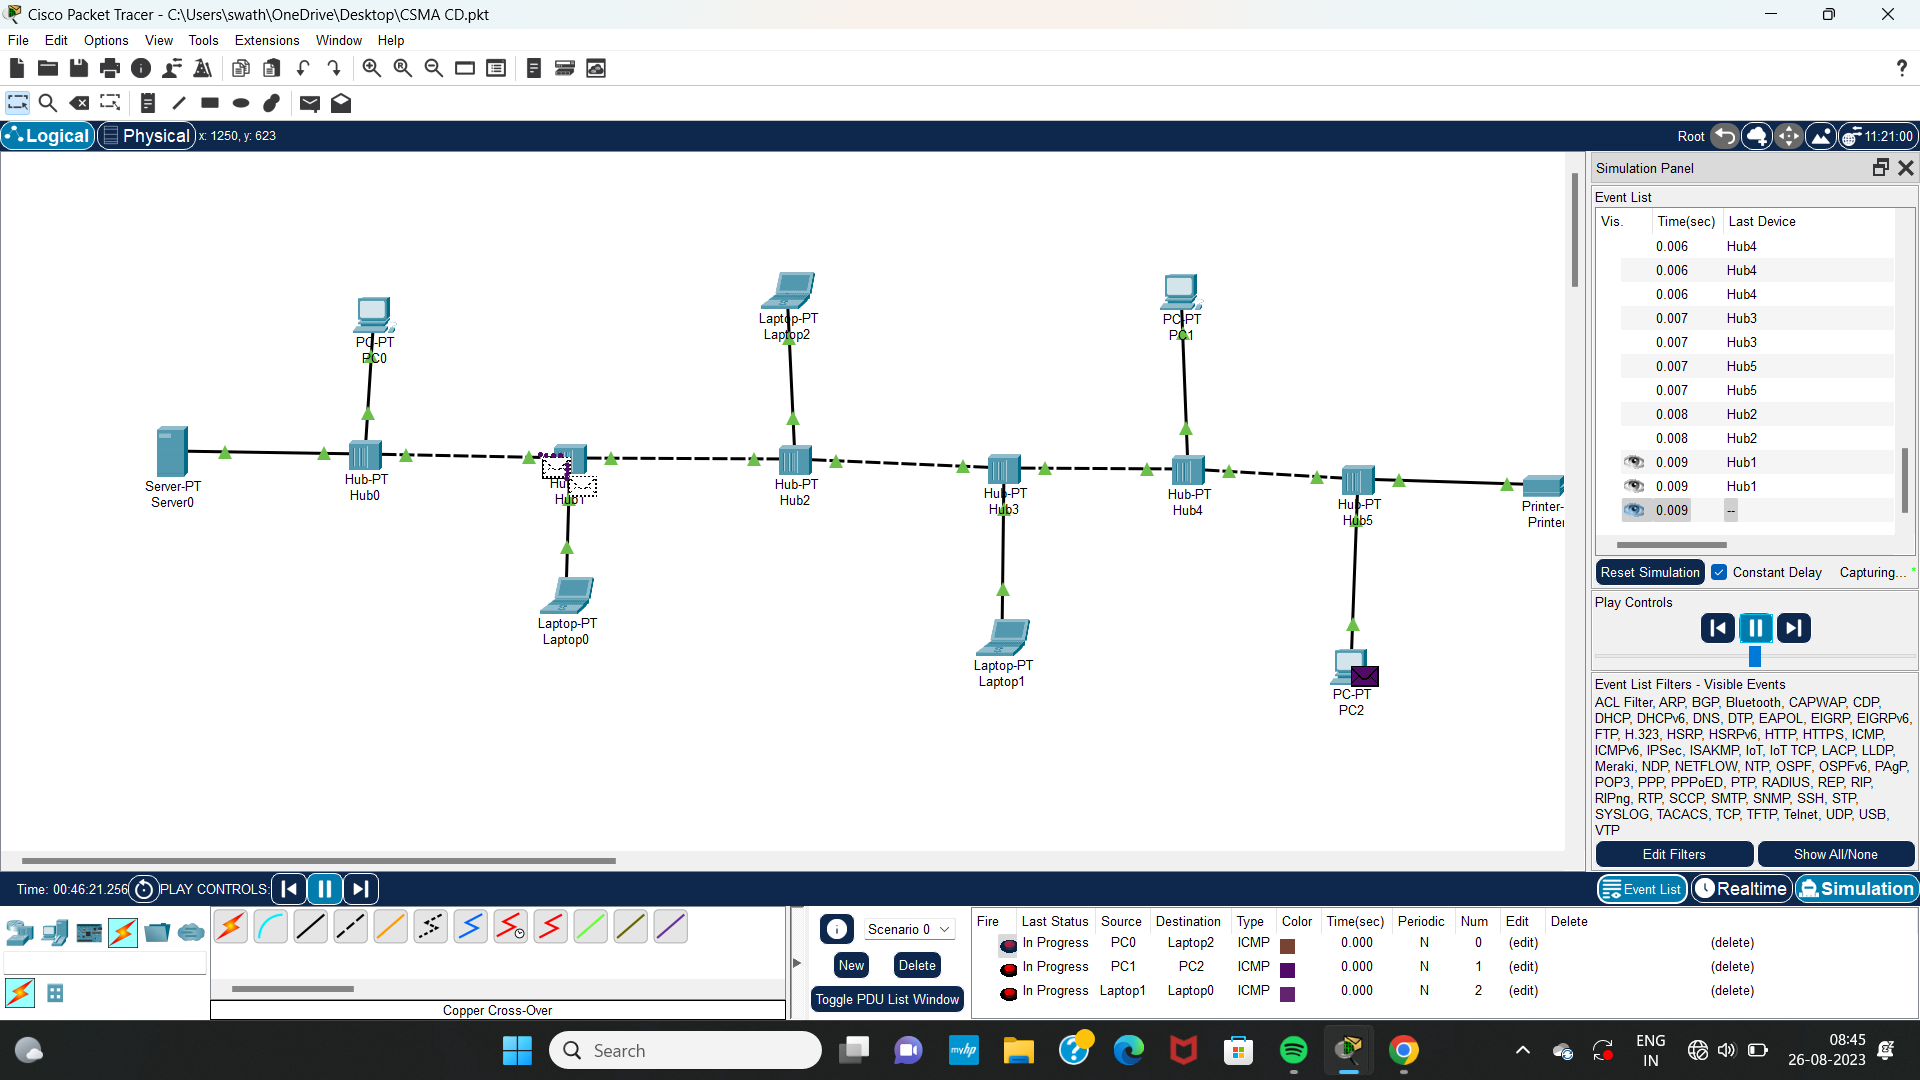 Cisco Packet Tracer - C:\Users\swath\OneDrive\Desktop\CSMA CD.pkt
File Edit Options View Tools Extensions Window Help
?
Logical Physical x: 1250, y: 623
Root 11:21:00
PC-PT
PC0
Server-PT
Server0
Hub-PT
Hub0
Hub1
Laptop-PT
Laptop0
Laptop-PT
Laptop2
Hub-PT
Hub2
Hub-PT
Hub3
Laptop-PT
Laptop1
PC-PT
PC1
Hub-PT
Hub4
Hub-PT
Hub5
PC-PT
PC2
Printer-
Printer
Simulation Panel
Event List
Vis. Time(sec) Last Device
0.006 Hub4
0.006 Hub4
0.006 Hub4
0.007 Hub3
0.007 Hub3
0.007 Hub5
0.007 Hub5
0.008 Hub2
0.008 Hub2
0.009 Hub1
0.009 Hub1
0.009 --
Reset Simulation Constant Delay Capturing...
Play Controls
Event List Filters - Visible Events
ACL Filter, ARP, BGP, Bluetooth, CAPWAP, CDP,
DHCP, DHCPv6, DNS, DTP, EAPOL, EIGRP, EIGRPv6,
FTP, H.323, HSRP, HSRPv6, HTTP, HTTPS, ICMP,
ICMPv6, IPSec, ISAKMP, IoT, IoT TCP, LACP, LLDP,
Meraki, NDP, NETFLOW, NTP, OSPF, OSPFv6, PAgP,
POP3, PPP, PPPoED, PTP, RADIUS, REP, RIP,
RIPng, RTP, SCCP, SMTP, SNMP, SSH, STP,
SYSLOG, TACACS, TCP, TFTP, Telnet, UDP, USB,
VTP
Edit Filters Show All/None
Time: 00:46:21.256 PLAY CONTROLS:
Event List Realtime Simulation
Copper Cross-Over
Scenario 0
New Delete
Toggle PDU List Window
Fire Last Status Source Destination Type Color Time(sec) Periodic Num Edit Delete
In Progress PC0 Laptop2 ICMP 0.000 N 0 (edit) (delete)
In Progress PC1 PC2 ICMP 0.000 N 1 (edit) (delete)
In Progress Laptop1 Laptop0 ICMP 0.000 N 2 (edit) (delete)
Search
myhp
ENG
IN
08:45
26-08-2023